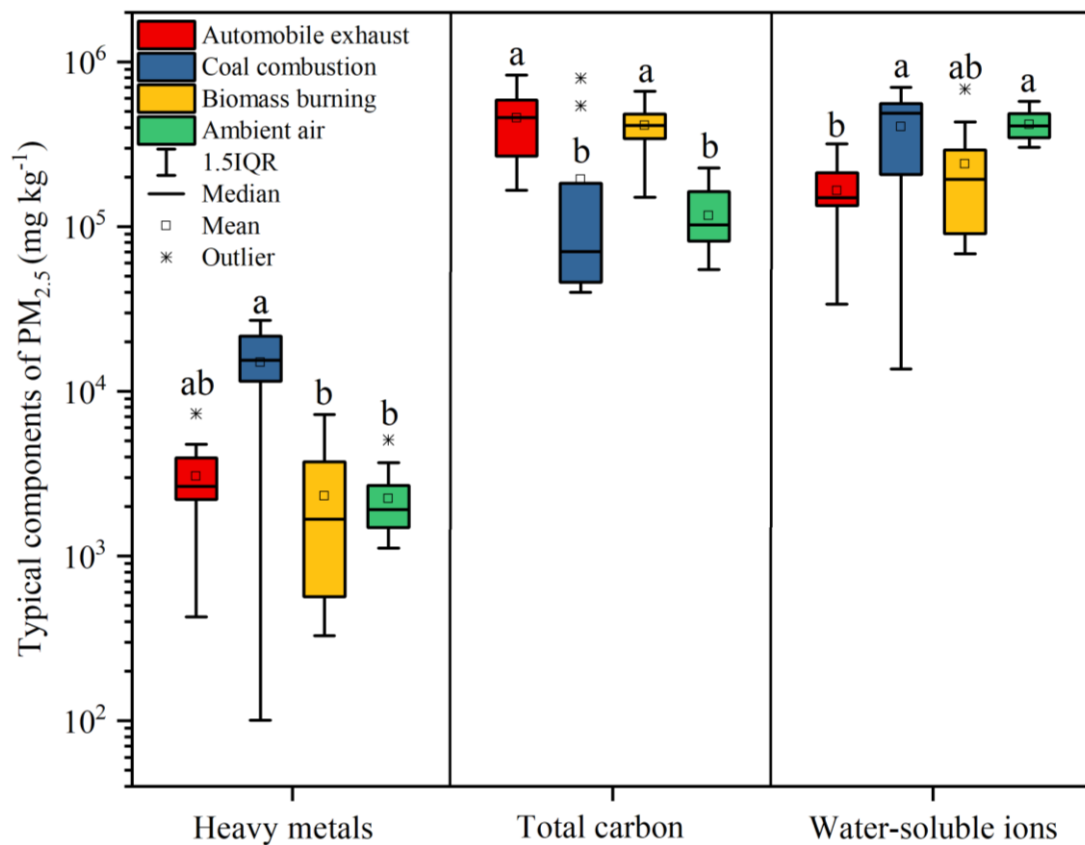 Typical components of PM2.5 (mg kg-1)
10^6
10^5
10^4
10^3
10^2
Automobile exhaust
Coal combustion
Biomass burning
Ambient air
1.5IQR
Median
Mean
Outlier
ab
a
b
b
a
b
a
b
b
a
ab
a
Heavy metals
Total carbon
Water-soluble ions